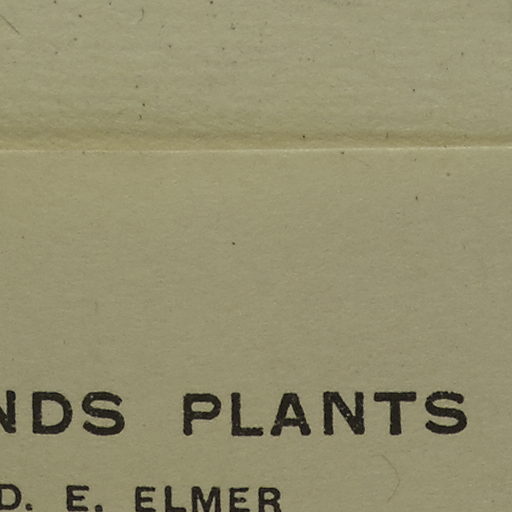 NDS PLANTS
D. E. ELMER